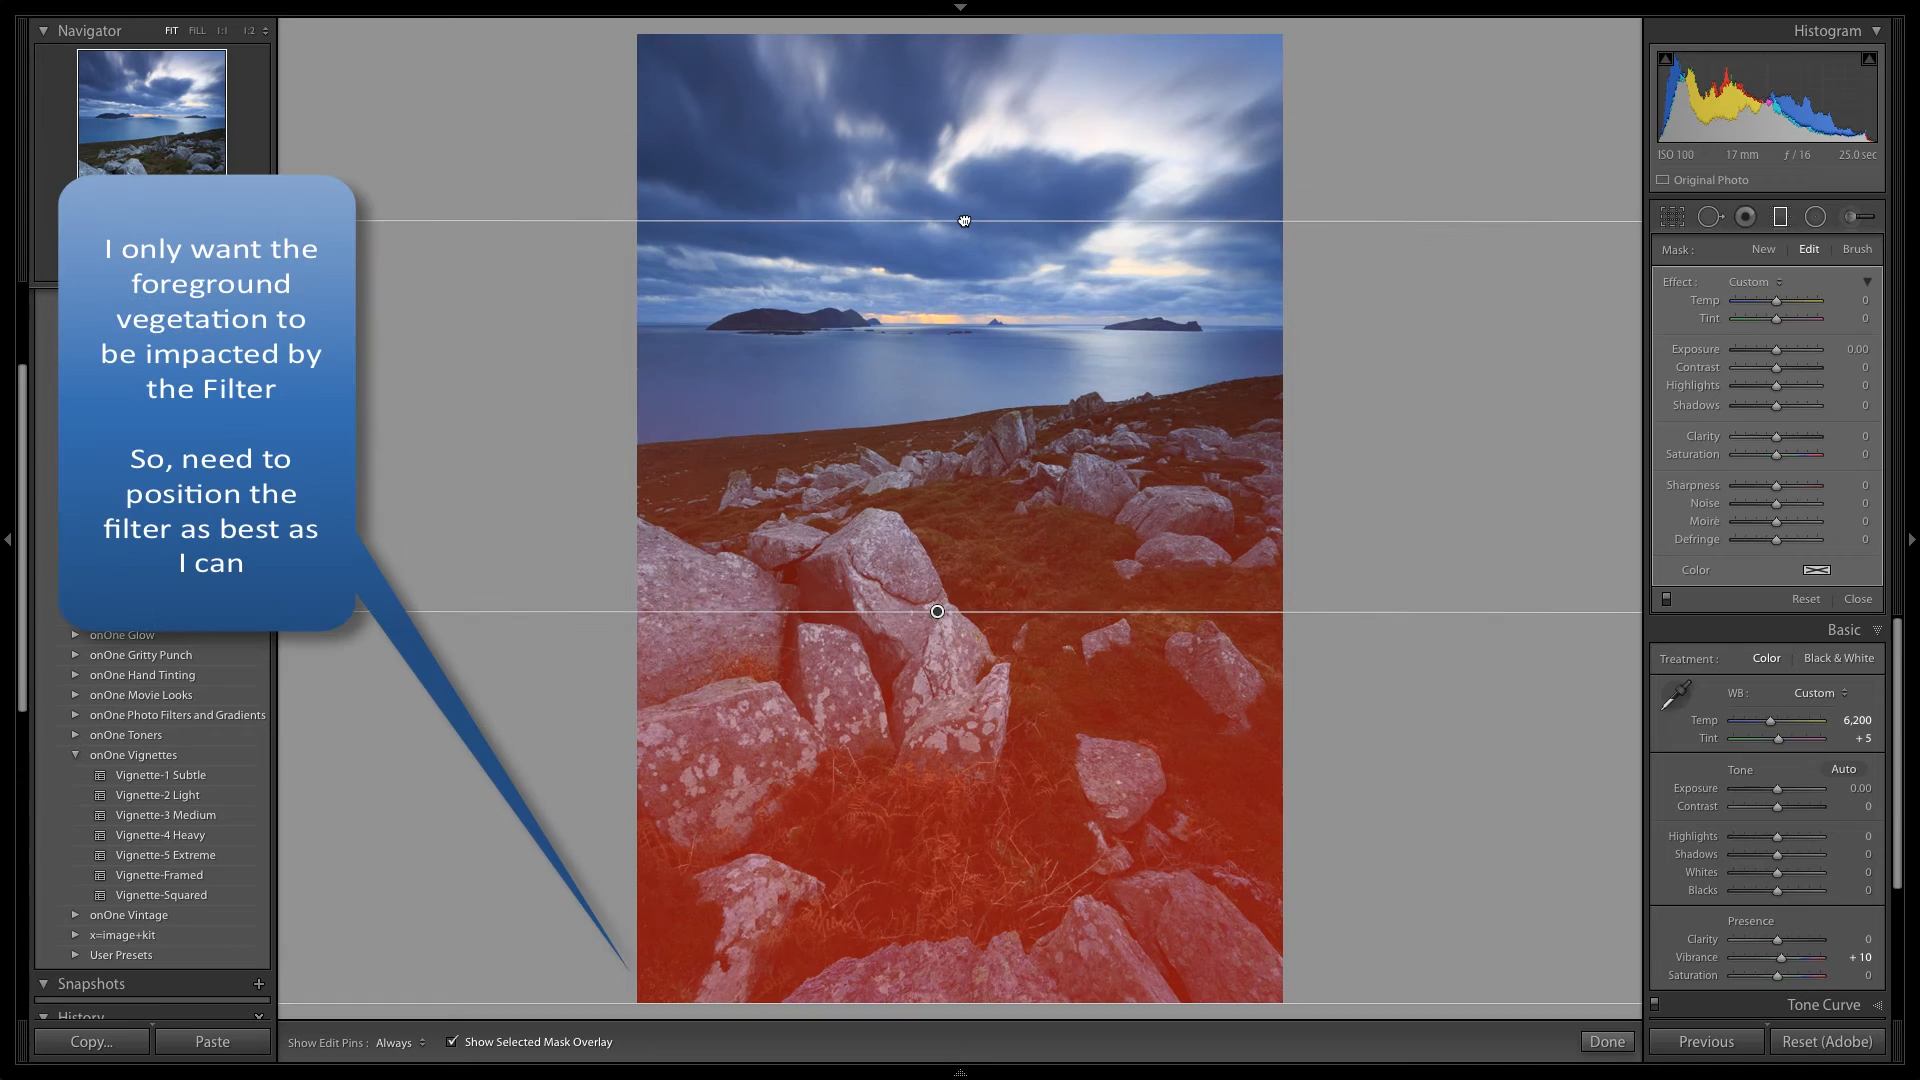 Navigator
FIT FILL 1:1 1:2
I only want the
foreground
vegetation to
be impacted by
the Filter
So, need to
position the
filter as best as
I can
onOne Glow
onOne Gritty Punch
onOne Hand Tinting
onOne Movie Looks
onOne Photo Filters and Gradients
onOne Toners
onOne Vignettes
Vignette-1 Subtle
Vignette-2 Light
Vignette-3 Medium
Vignette-4 Heavy
Vignette-5 Extreme
Vignette-Framed
Vignette-Squared
onOne Vintage
x=image+kit
User Presets
Snapshots
History
Copy...
Paste
Show Edit Pins : Always
Show Selected Mask Overlay
Done
Histogram
ISO 100 17 mm ƒ / 16 25.0 sec
Original Photo
Mask : New Edit Brush
Effect : Custom
Temp 0
Tint 0
Exposure 0.00
Contrast 0
Highlights 0
Shadows 0
Clarity 0
Saturation 0
Sharpness 0
Noise 0
Moirè 0
Defringe 0
Color
Reset Close
Basic
Treatment : Color Black & White
WB : Custom
Temp 6,200
Tint + 5
Tone Auto
Exposure 0.00
Contrast 0
Highlights 0
Shadows 0
Whites 0
Blacks 0
Presence
Clarity 0
Vibrance + 10
Saturation 0
Tone Curve
Previous
Reset (Adobe)